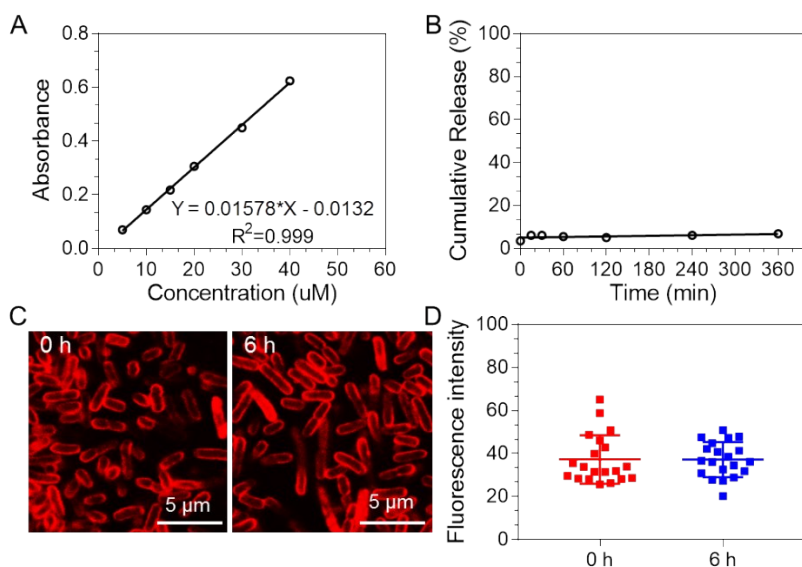 A
0.8
0.6
0.4
0.2
0.0
Absorbance
Y = 0.01578*X - 0.0132
R²=0.999
0 10 20 30 40 50 60
Concentration (uM)
B
100
80
60
40
20
0
Cumulative Release (%)
0 60 120 180 240 300 360
Time (min)
C
0 h
5 µm
6 h
5 µm
D
100
80
60
40
20
0
Fluorescence intensity
0 h
6 h